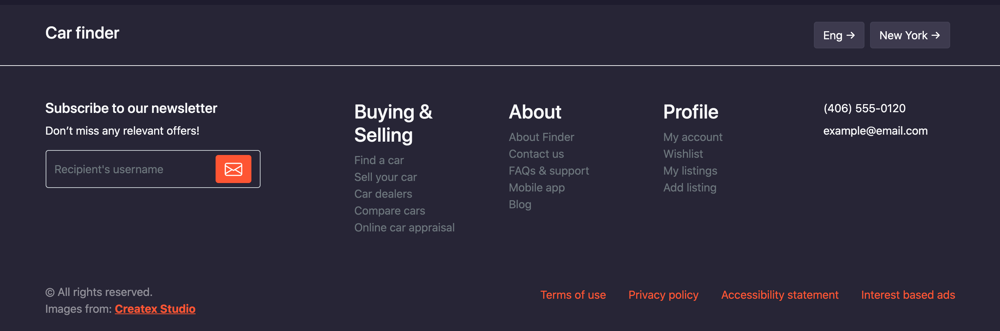 Car finder
Eng →
New York →
Subscribe to our newsletter
Don’t miss any relevant offers!
Recipient's username
Buying &
Selling
Find a car
Sell your car
Car dealers
Compare cars
Online car appraisal
About
About Finder
Contact us
FAQs & support
Mobile app
Blog
Profile
My account
Wishlist
My listings
Add listing
(406) 555-0120
example@email.com
© All rights reserved.
Images from: Createx Studio
Terms of use
Privacy policy
Accessibility statement
Interest based ads